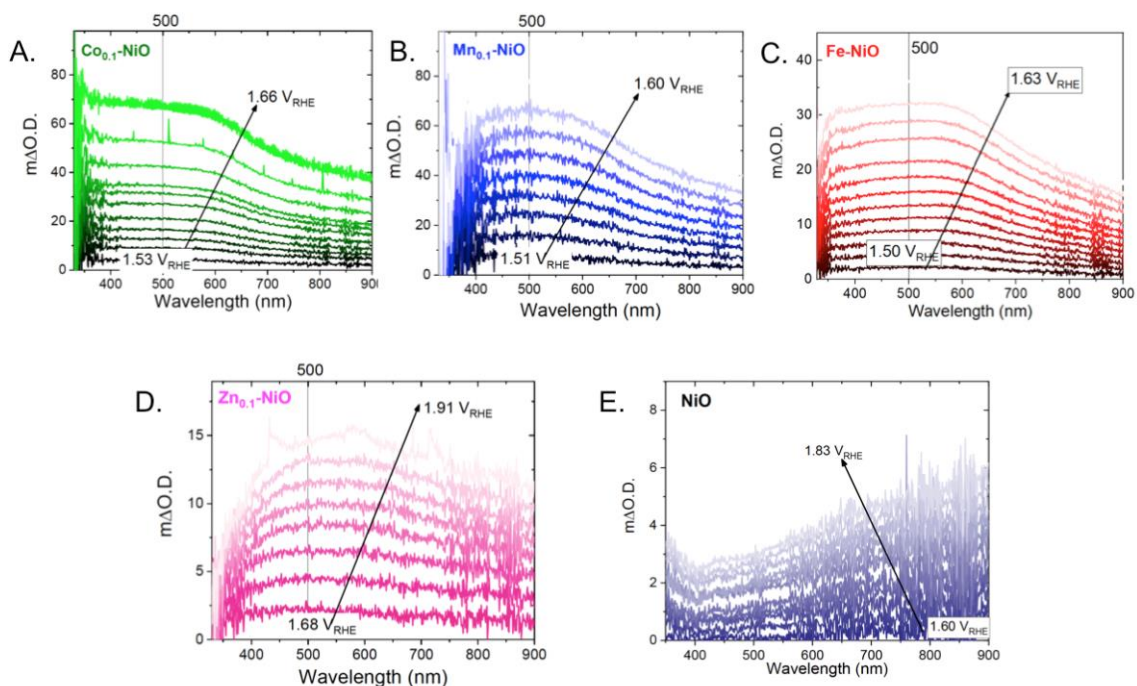 A.
500
Co0.1-NiO
1.66 VRHE
1.53 VRHE
mΔO.D.
80
60
40
20
0
400 500 600 700 800 90
Wavelength (nm)
B.
500
Mn0.1-NiO
1.60 VRHE
1.51 VRHE
mΔO.D.
80
60
40
20
0
400 500 600 700 800 900
Wavelength (nm)
C.
500
Fe-NiO
1.63 VRHE
1.50 VRHE
mΔO.D.
40
30
20
10
0
400 500 600 700 800 900
Wavelength (nm)
D.
500
Zn0.1-NiO
1.91 VRHE
1.68 VRHE
mΔO.D.
15
10
5
0
400 500 600 700 800 900
Wavelength (nm)
E.
NiO
1.83 VRHE
1.60 VRHE
mΔO.D.
8
6
4
2
0
400 500 600 700 800 900
Wavelength (nm)